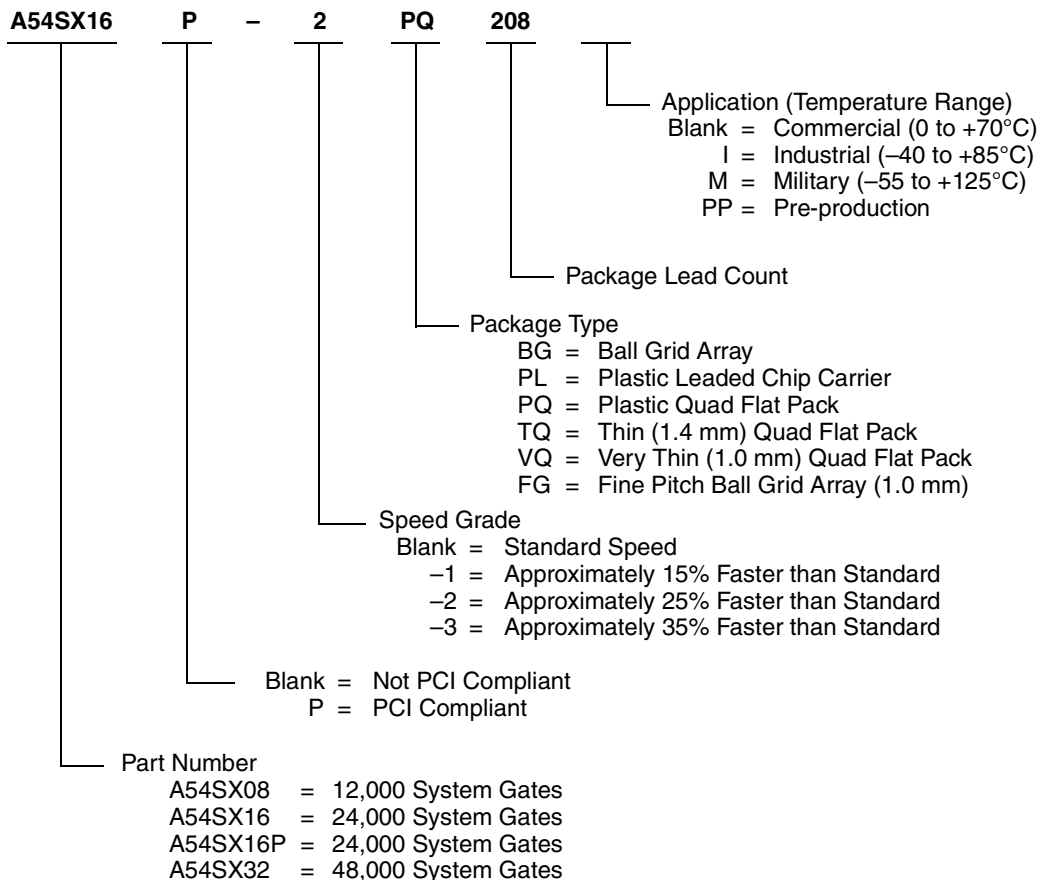 A54SX16 P – 2 PQ 208
Application (Temperature Range)
Blank = Commercial (0 to +70°C)
I = Industrial (–40 to +85°C)
M = Military (–55 to +125°C)
PP = Pre-production
Package Lead Count
Package Type
BG = Ball Grid Array
PL = Plastic Leaded Chip Carrier
PQ = Plastic Quad Flat Pack
TQ = Thin (1.4 mm) Quad Flat Pack
VQ = Very Thin (1.0 mm) Quad Flat Pack
FG = Fine Pitch Ball Grid Array (1.0 mm)
Speed Grade
Blank = Standard Speed
–1 = Approximately 15% Faster than Standard
–2 = Approximately 25% Faster than Standard
–3 = Approximately 35% Faster than Standard
Blank = Not PCI Compliant
P = PCI Compliant
Part Number
A54SX08 = 12,000 System Gates
A54SX16 = 24,000 System Gates
A54SX16P = 24,000 System Gates
A54SX32 = 48,000 System Gates